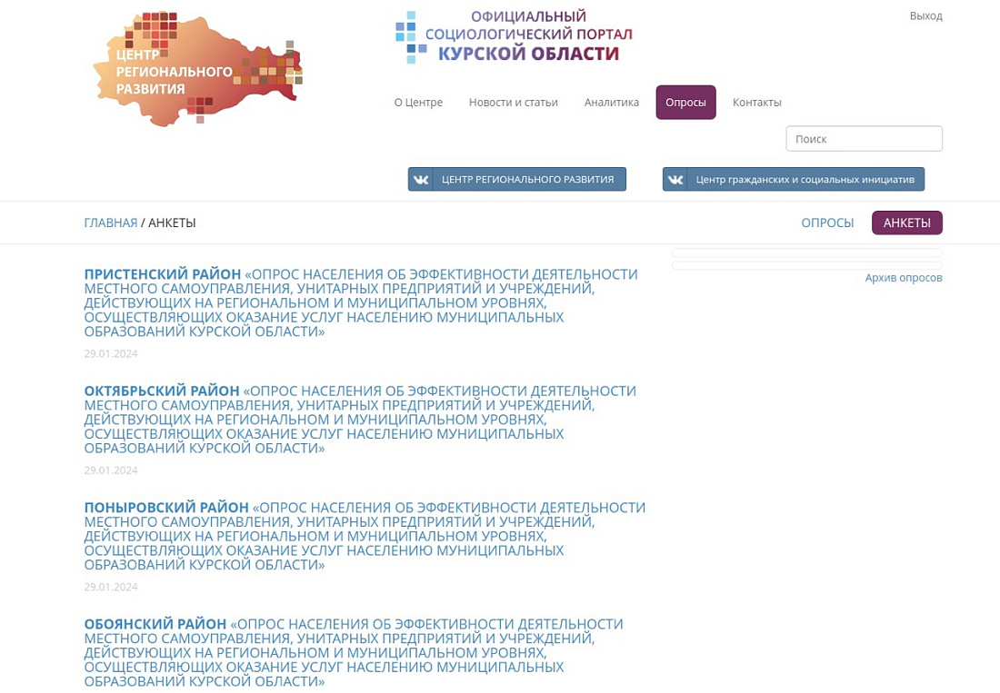 ЦЕНТР
РЕГИОНАЛЬНОГО
РАЗВИТИЯ
ОФИЦИАЛЬНЫЙ
СОЦИОЛОГИЧЕСКИЙ ПОРТАЛ
КУРСКОЙ ОБЛАСТИ
Выход
О Центре Новости и статьи Аналитика Опросы Контакты
Поиск
ЦЕНТР РЕГИОНАЛЬНОГО РАЗВИТИЯ Центр гражданских и социальных инициатив
ГЛАВНАЯ / АНКЕТЫ ОПРОСЫ АНКЕТЫ
Архив опросов
ПРИСТЕНСКИЙ РАЙОН «ОПРОС НАСЕЛЕНИЯ ОБ ЭФФЕКТИВНОСТИ ДЕЯТЕЛЬНОСТИ
МЕСТНОГО САМОУПРАВЛЕНИЯ, УНИТАРНЫХ ПРЕДПРИЯТИЙ И УЧРЕЖДЕНИЙ,
ДЕЙСТВУЮЩИХ НА РЕГИОНАЛЬНОМ И МУНИЦИПАЛЬНОМ УРОВНЯХ,
ОСУЩЕСТВЛЯЮЩИХ ОКАЗАНИЕ УСЛУГ НАСЕЛЕНИЮ МУНИЦИПАЛЬНЫХ
ОБРАЗОВАНИЙ КУРСКОЙ ОБЛАСТИ»
29.01.2024
ОКТЯБРЬСКИЙ РАЙОН «ОПРОС НАСЕЛЕНИЯ ОБ ЭФФЕКТИВНОСТИ ДЕЯТЕЛЬНОСТИ
МЕСТНОГО САМОУПРАВЛЕНИЯ, УНИТАРНЫХ ПРЕДПРИЯТИЙ И УЧРЕЖДЕНИЙ,
ДЕЙСТВУЮЩИХ НА РЕГИОНАЛЬНОМ И МУНИЦИПАЛЬНОМ УРОВНЯХ,
ОСУЩЕСТВЛЯЮЩИХ ОКАЗАНИЕ УСЛУГ НАСЕЛЕНИЮ МУНИЦИПАЛЬНЫХ
ОБРАЗОВАНИЙ КУРСКОЙ ОБЛАСТИ»
29.01.2024
ПОНЫРОВСКИЙ РАЙОН «ОПРОС НАСЕЛЕНИЯ ОБ ЭФФЕКТИВНОСТИ ДЕЯТЕЛЬНОСТИ
МЕСТНОГО САМОУПРАВЛЕНИЯ, УНИТАРНЫХ ПРЕДПРИЯТИЙ И УЧРЕЖДЕНИЙ,
ДЕЙСТВУЮЩИХ НА РЕГИОНАЛЬНОМ И МУНИЦИПАЛЬНОМ УРОВНЯХ,
ОСУЩЕСТВЛЯЮЩИХ ОКАЗАНИЕ УСЛУГ НАСЕЛЕНИЮ МУНИЦИПАЛЬНЫХ
ОБРАЗОВАНИЙ КУРСКОЙ ОБЛАСТИ»
29.01.2024
ОБОЯНСКИЙ РАЙОН «ОПРОС НАСЕЛЕНИЯ ОБ ЭФФЕКТИВНОСТИ ДЕЯТЕЛЬНОСТИ
МЕСТНОГО САМОУПРАВЛЕНИЯ, УНИТАРНЫХ ПРЕДПРИЯТИЙ И УЧРЕЖДЕНИЙ,
ДЕЙСТВУЮЩИХ НА РЕГИОНАЛЬНОМ И МУНИЦИПАЛЬНОМ УРОВНЯХ,
ОСУЩЕСТВЛЯЮЩИХ ОКАЗАНИЕ УСЛУГ НАСЕЛЕНИЮ МУНИЦИПАЛЬНЫХ
ОБРАЗОВАНИЙ КУРСКОЙ ОБЛАСТИ»